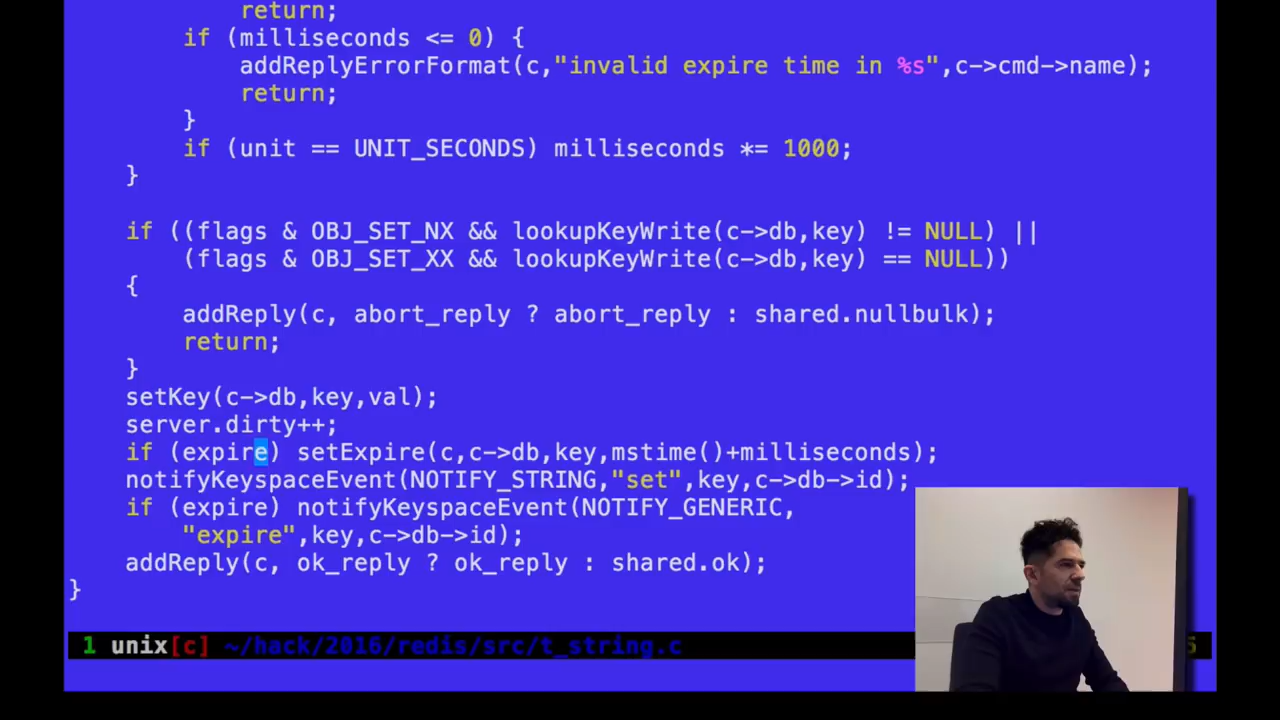 return;
if (milliseconds <= 0) {
addReplyErrorFormat(c,"invalid expire time in %s",c->cmd->name);
return;
}
if (unit == UNIT_SECONDS) milliseconds *= 1000;
}
if ((flags & OBJ_SET_NX && lookupKeyWrite(c->db,key) != NULL) ||
(flags & OBJ_SET_XX && lookupKeyWrite(c->db,key) == NULL))
{
addReply(c, abort_reply ? abort_reply : shared.nullbulk);
return;
}
setKey(c->db,key,val);
server.dirty++;
if (expire) setExpire(c,c->db,key,mstime()+milliseconds);
notifyKeyspaceEvent(NOTIFY_STRING,"set",key,c->db->id);
if (expire) notifyKeyspaceEvent(NOTIFY_GENERIC,
"expire",key,c->db->id);
addReply(c, ok_reply ? ok_reply : shared.ok);
}
1 unix[c] ~/hack/2016/redis/src/t_string.c